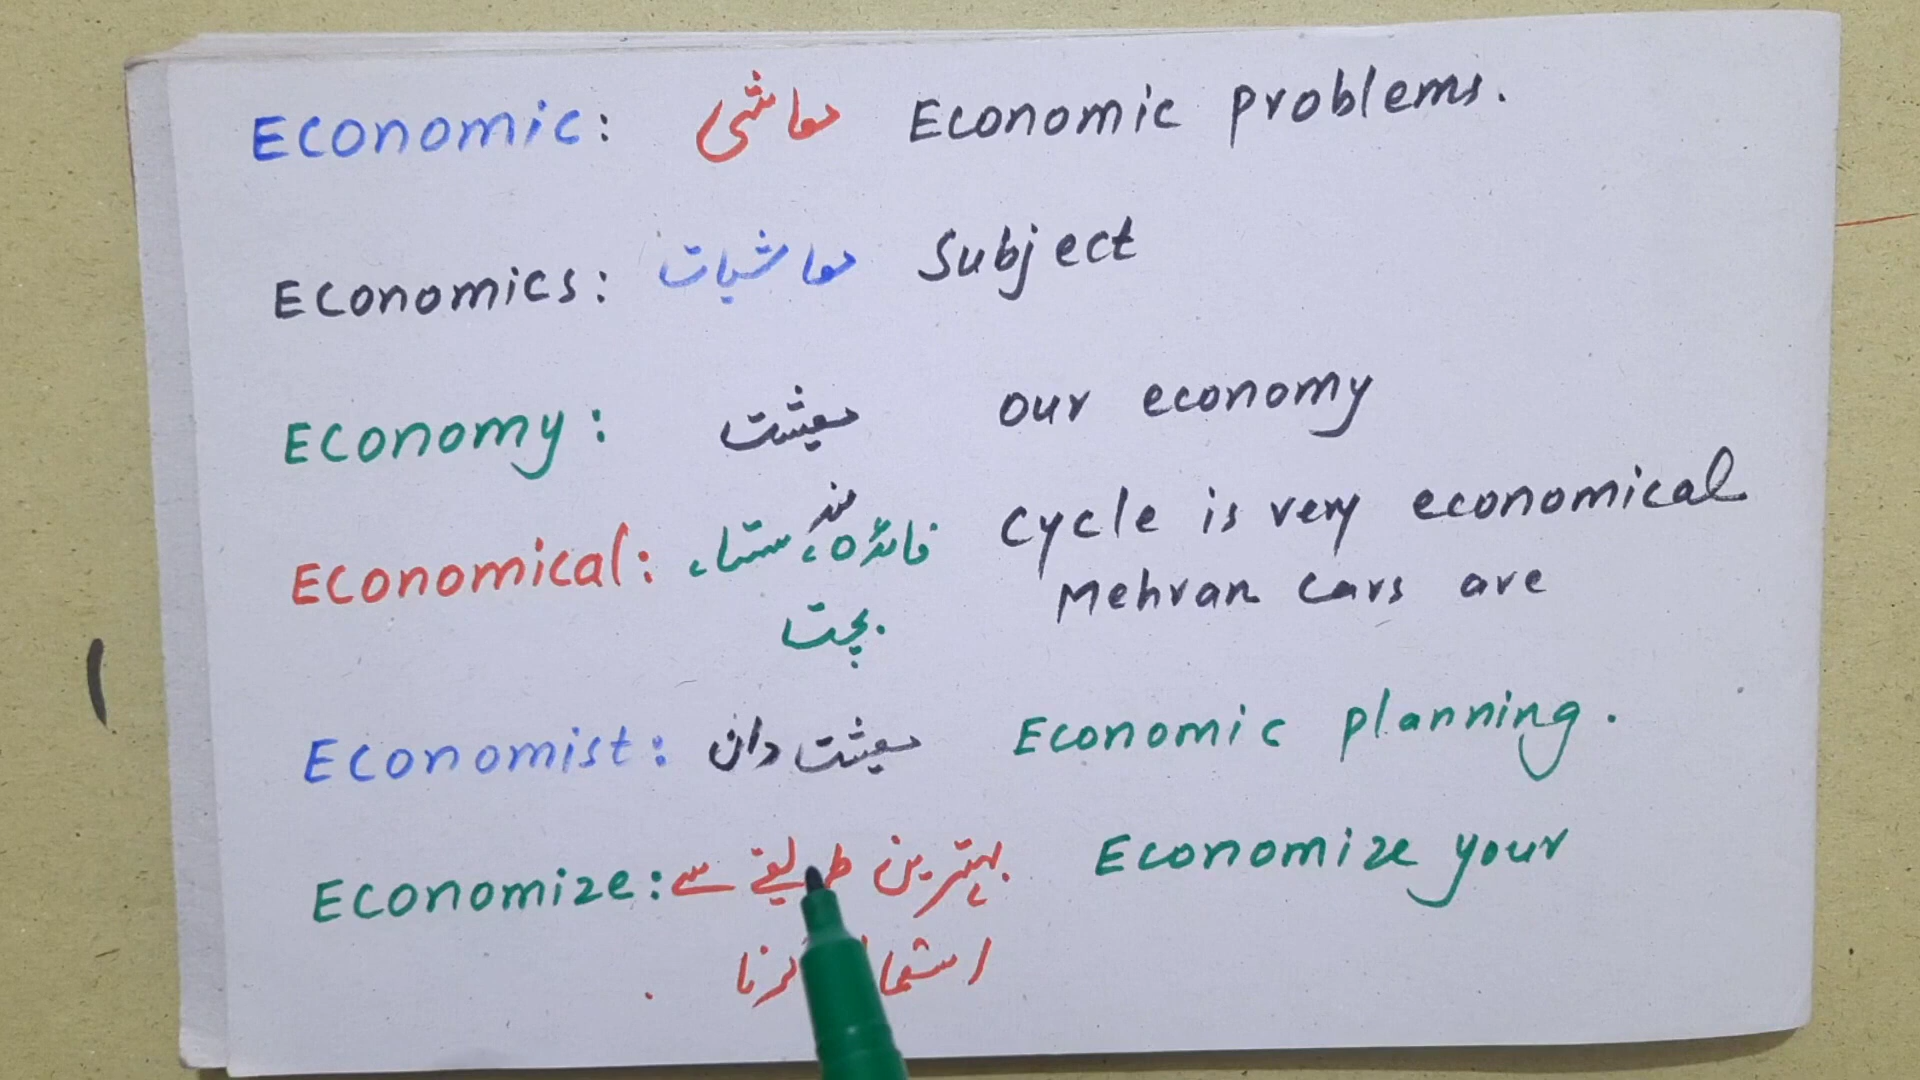 Economic: معاشی Economic problems.
Economics: معاشیات Subject
Economy: معیشت our economy
Economical: فائدہ مند، سستا، Cycle is very economical
بچت Mehran cars are
Economist: معیشت دان Economic planning.
Economize: بہترین طریقے سے Economize your
کرنا